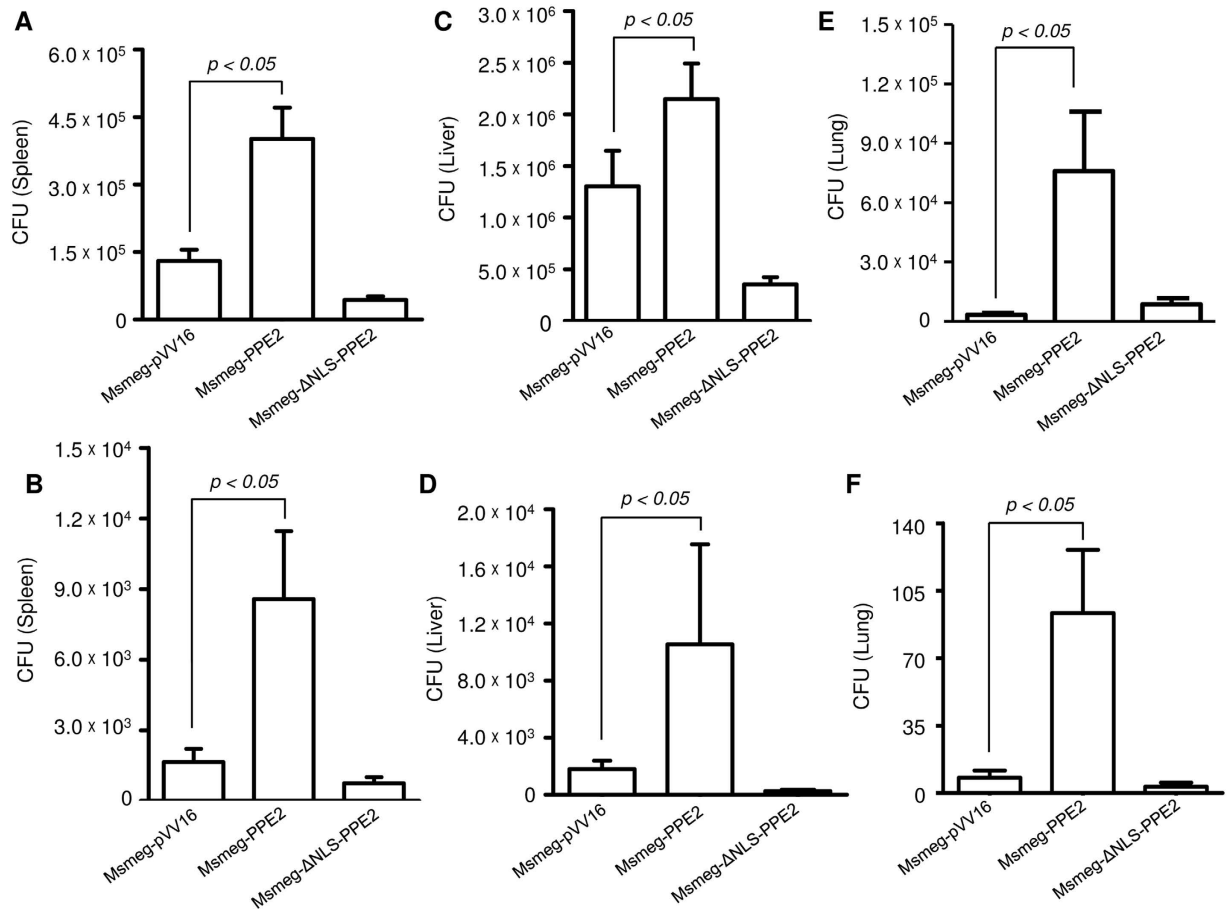 A
CFU (Spleen)
6.0 × 10⁵
4.5 × 10⁵
3.0 × 10⁵
1.5 × 10⁵
0
p < 0.05
Msmeg-pVV16
Msmeg-PPE2
Msmeg-ΔNLS-PPE2
C
CFU (Liver)
3.0 × 10⁶
2.5 × 10⁶
2.0 × 10⁶
1.5 × 10⁶
1.0 × 10⁶
5.0 × 10⁵
0
p < 0.05
Msmeg-pVV16
Msmeg-PPE2
Msmeg-ΔNLS-PPE2
E
CFU (Lung)
1.5 × 10⁵
1.2 × 10⁵
9.0 × 10⁴
6.0 × 10⁴
3.0 × 10⁴
0
p < 0.05
Msmeg-pVV16
Msmeg-PPE2
Msmeg-ΔNLS-PPE2
B
CFU (Spleen)
1.5 × 10⁴
1.2 × 10⁴
9.0 × 10³
6.0 × 10³
3.0 × 10³
0
p < 0.05
Msmeg-pVV16
Msmeg-PPE2
Msmeg-ΔNLS-PPE2
D
CFU (Liver)
2.0 × 10⁴
1.6 × 10⁴
1.2 × 10⁴
8.0 × 10³
4.0 × 10³
0
p < 0.05
Msmeg-pVV16
Msmeg-PPE2
Msmeg-ΔNLS-PPE2
F
CFU (Lung)
140
105
70
35
0
p < 0.05
Msmeg-pVV16
Msmeg-PPE2
Msmeg-ΔNLS-PPE2